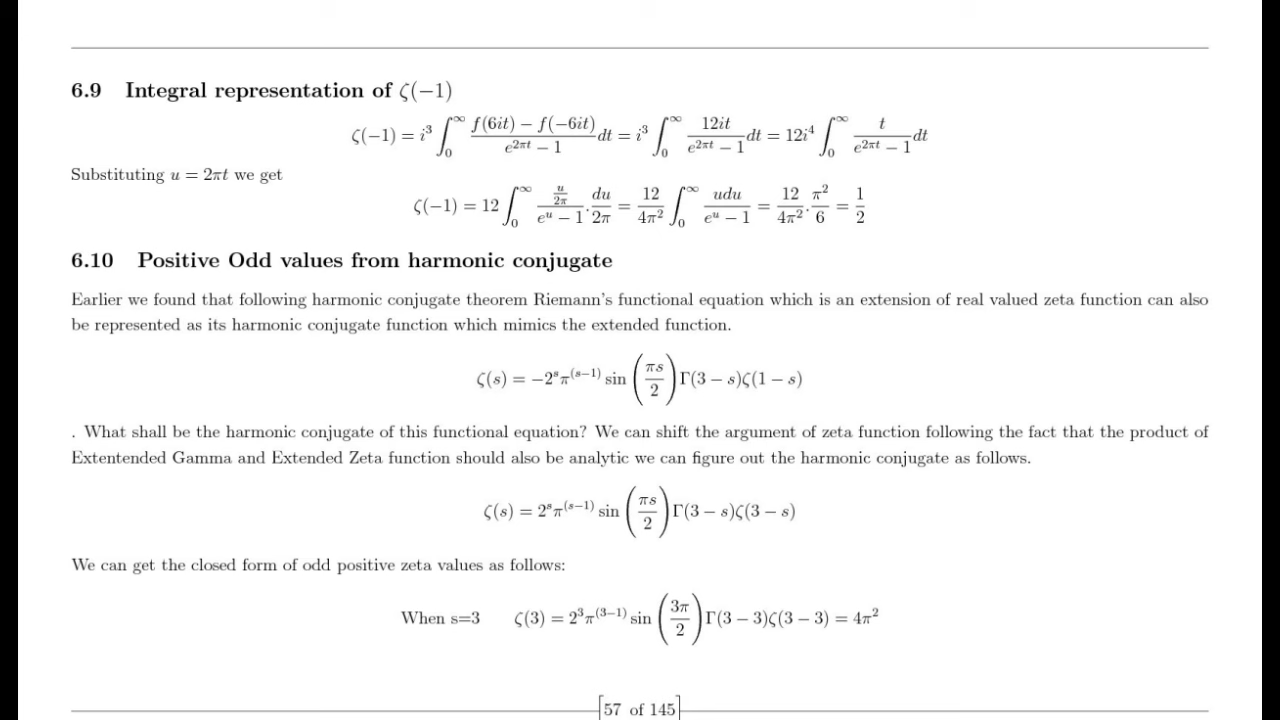 6.9 Integral representation of ζ(−1)
ζ(−1) = i³ ∫₀^∞ (f(6it) − f(−6it))/(e^{2πt} − 1) dt = i³ ∫₀^∞ 12it/(e^{2πt} − 1) dt = 12i⁴ ∫₀^∞ t/(e^{2πt} − 1) dt
Substituting u = 2πt we get
ζ(−1) = 12 ∫₀^∞ (u/2π)/(e^u − 1) · du/2π = 12/4π² ∫₀^∞ udu/(e^u − 1) = 12/4π² · π²/6 = 1/2
6.10 Positive Odd values from harmonic conjugate
Earlier we found that following harmonic conjugate theorem Riemann's functional equation which is an extension of real valued zeta function can also
be represented as its harmonic conjugate function which mimics the extended function.
ζ(s) = −2^s π^{(s−1)} sin(πs/2) Γ(3 − s)ζ(1 − s)
. What shall be the harmonic conjugate of this functional equation? We can shift the argument of zeta function following the fact that the product of
Extentended Gamma and Extended Zeta function should also be analytic we can figure out the harmonic conjugate as follows.
ζ(s) = 2^s π^{(s−1)} sin(πs/2) Γ(3 − s)ζ(3 − s)
We can get the closed form of odd positive zeta values as follows:
When s=3 ζ(3) = 2³π^{(3−1)} sin(3π/2) Γ(3 − 3)ζ(3 − 3) = 4π²
[57 of 145]